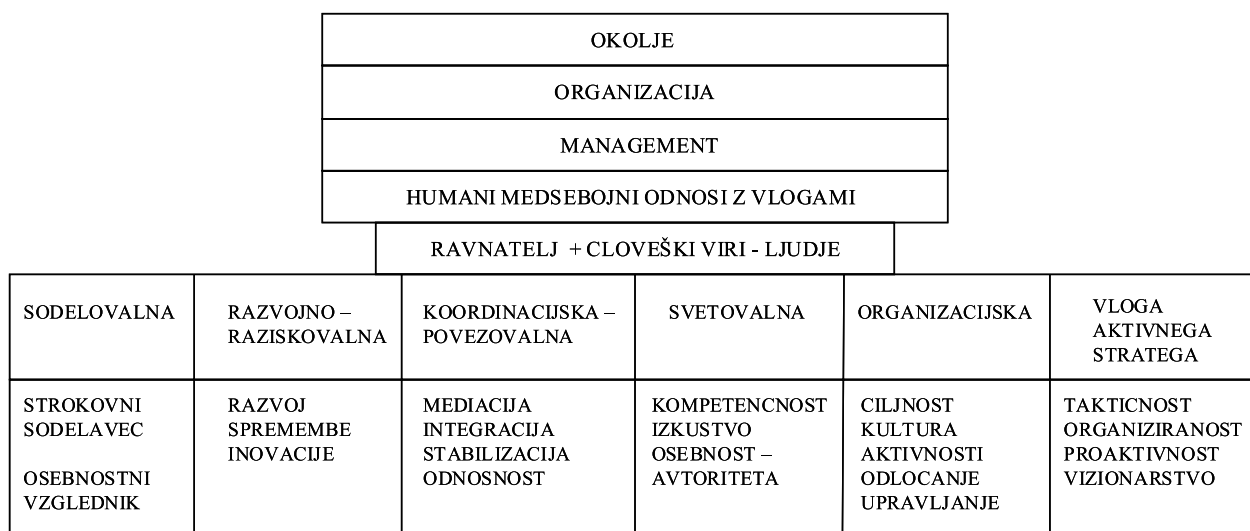 OKOLJE
ORGANIZACIJA
MANAGEMENT
HUMANI MEDSEBOJNI ODNOSI Z VLOGAMI
RAVNATELJ + CLOVEŠKI VIRI - LJUDJE
SODELOVALNA
RAZVOJNO –
RAZISKOVALNA
KOORDINACIJSKA –
POVEZOVALNA
SVETOVALNA
ORGANIZACIJSKA
VLOGA
AKTIVNEGA
STRATEGA
STROKOVNI
SODELAVEC
OSEBNOSTNI
VZGLEDNIK
RAZVOJ
SPREMEMBE
INOVACIJE
MEDIACIJA
INTEGRACIJA
STABILIZACIJA
ODNOSNOST
KOMPETENCNOST
IZKUSTVO
OSEBNOST –
AVTORITETA
CILJNOST
KULTURA
AKTIVNOSTI
ODLOCANJE
UPRAVLJANJE
TAKTICNOST
ORGANIZIRANOST
PROAKTIVNOST
VIZIONARSTVO